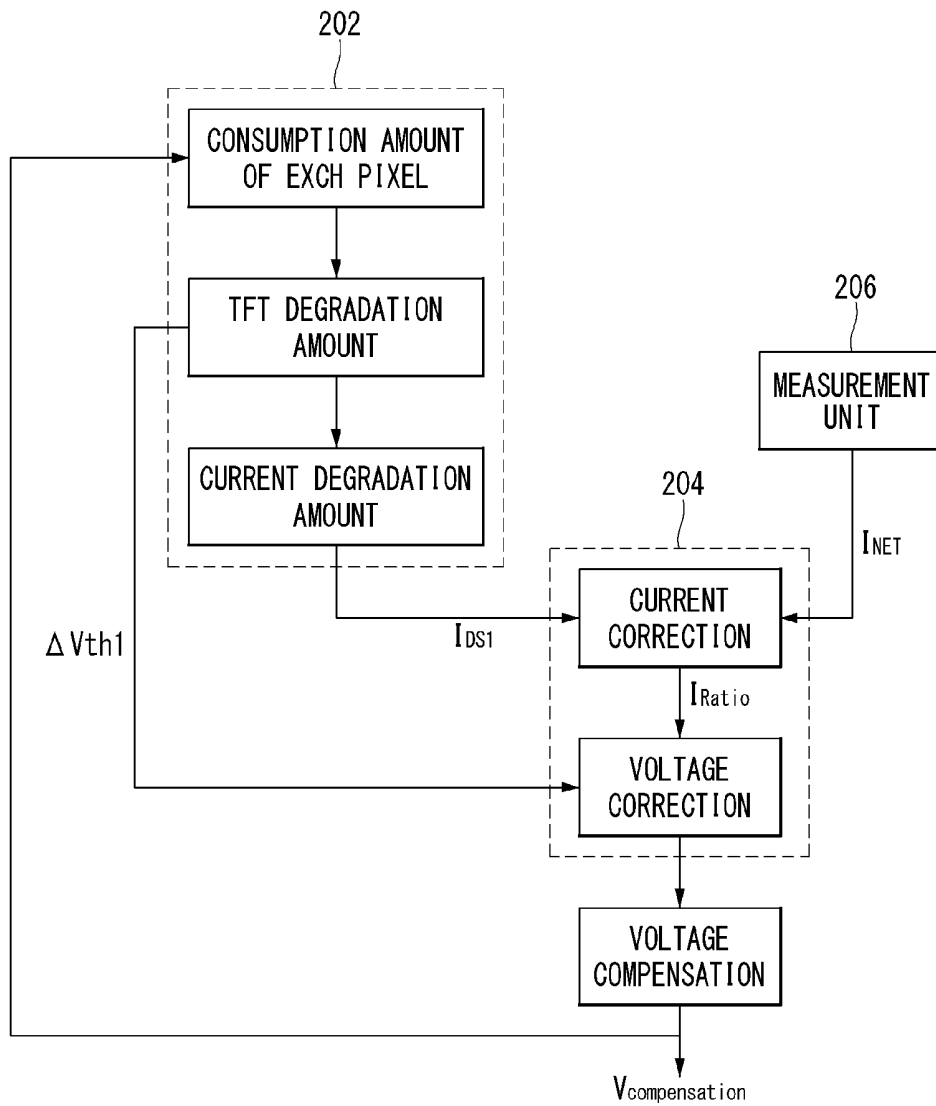 202
CONSUMPTION AMOUNT
OF EXCH PIXEL
TFT DEGRADATION
AMOUNT
206
MEASUREMENT
UNIT
CURRENT DEGRADATION
AMOUNT
204
INET
CURRENT
CORRECTION
ΔVth1
IDS1
IRatio
VOLTAGE
CORRECTION
VOLTAGE
COMPENSATION
Vcompensation